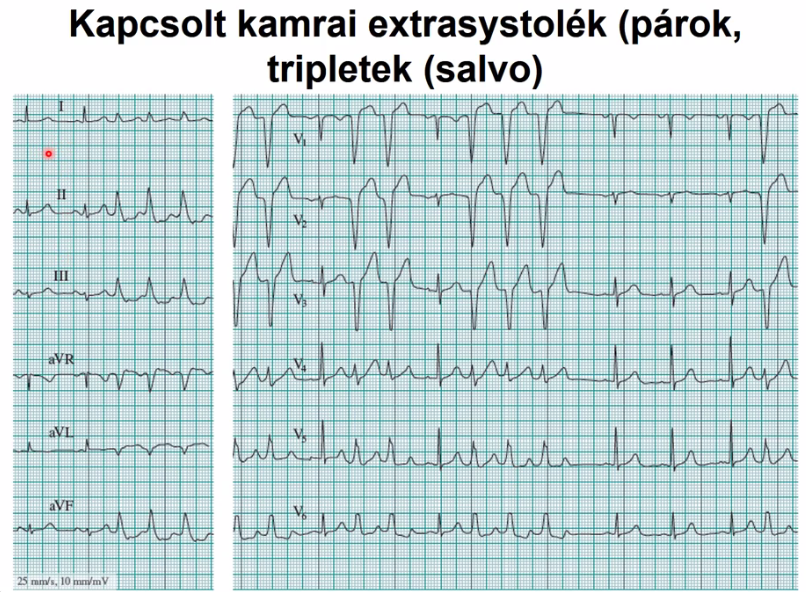 Kapcsolt kamrai extrasystolék (párok,
tripletek (salvo)
I
II
III
aVR
aVL
aVF
V1
V2
V3
V4
V5
V6
25 mm/s, 10 mm/mV